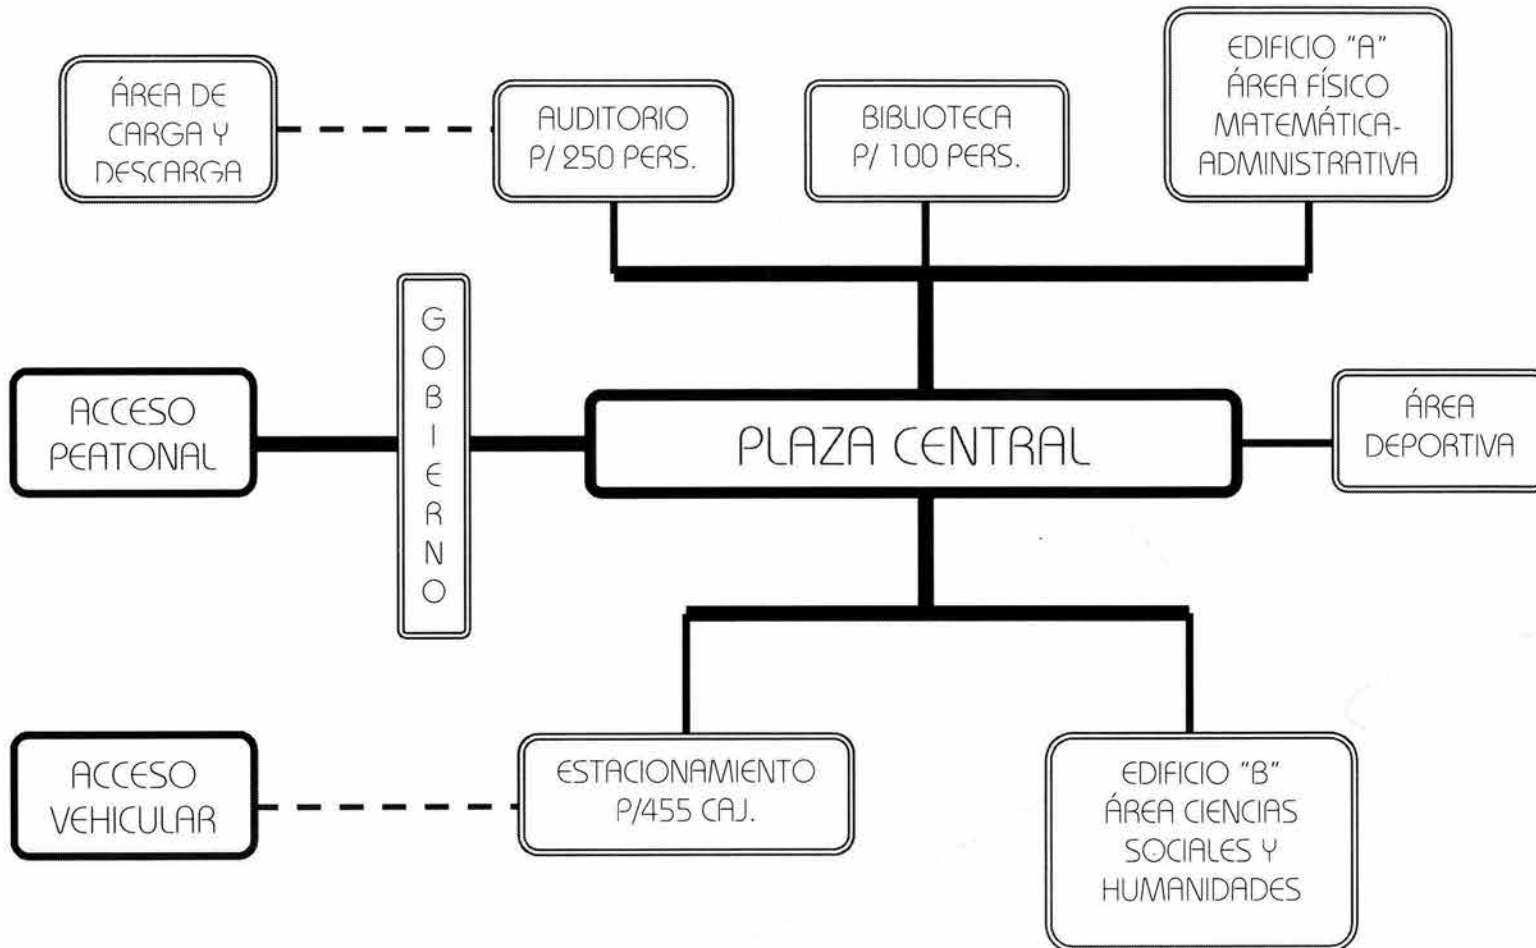 ÁREA DE
CARGA Y
DESCARGA
AUDITORIO
P/ 250 PERS.
BIBLIOTECA
P/ 100 PERS.
EDIFICIO "A"
ÁREA FÍSICO
MATEMÁTICA-
ADMINISTRATIVA
GOBIERNO
ACCESO
PEATONAL
PLAZA CENTRAL
ÁREA
DEPORTIVA
ACCESO
VEHICULAR
ESTACIONAMIENTO
P/455 CAJ.
EDIFICIO "B"
ÁREA CIENCIAS
SOCIALES Y
HUMANIDADES